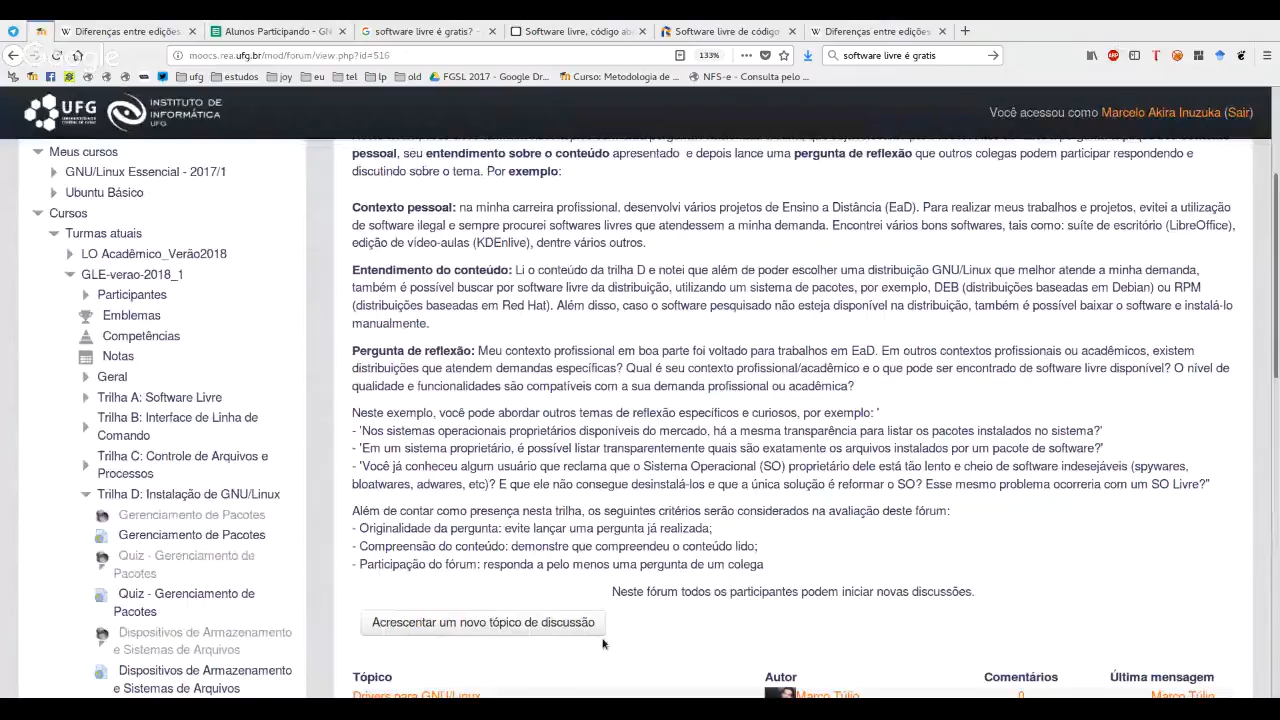 Diferenças entre edições
Alunos Participando - GN
software livre é gratis? -
Software livre, código ab
Software livre de código
Diferenças entre edições
Google
moocs.rea.ufg.br/mod/forum/view.php?id=516
133%
software livre é gratis
ufg estudos joy eu tel lp old FGSL 2017 - Google Dr... Curso: Metodologia de ... NFS-e - Consulta pelo ...
UFG INSTITUTO DE INFORMÁTICA UFG
Você acessou como Marcelo Akira Inuzuka (Sair)
Meus cursos
GNU/Linux Essencial - 2017/1
Ubuntu Básico
Cursos
Turmas atuais
LO Acadêmico_Verão2018
GLE-verao-2018_1
Participantes
Emblemas
Competências
Notas
Geral
Trilha A: Software Livre
Trilha B: Interface de Linha de
Comando
Trilha C: Controle de Arquivos e
Processos
Trilha D: Instalação de GNU/Linux
Gerenciamento de Pacotes
Gerenciamento de Pacotes
Quiz - Gerenciamento de
Pacotes
Quiz - Gerenciamento de
Pacotes
Dispositivos de Armazenamento
e Sistemas de Arquivos
Dispositivos de Armazenamento
e Sistemas de Arquivos
pessoal, seu entendimento sobre o conteúdo apresentado e depois lance uma pergunta de reflexão que outros colegas podem participar respondendo e
discutindo sobre o tema. Por exemplo:
Contexto pessoal: na minha carreira profissional, desenvolvi vários projetos de Ensino a Distância (EaD). Para realizar meus trabalhos e projetos, evitei a utilização
de software ilegal e sempre procurei softwares livres que atendessem a minha demanda. Encontrei vários bons softwares, tais como: suíte de escritório (LibreOffice),
edição de vídeo-aulas (KDEnlive), dentre vários outros.
Entendimento do conteúdo: Li o conteúdo da trilha D e notei que além de poder escolher uma distribuição GNU/Linux que melhor atende a minha demanda,
também é possível buscar por software livre da distribuição, utilizando um sistema de pacotes, por exemplo, DEB (distribuições baseadas em Debian) ou RPM
(distribuições baseadas em Red Hat). Além disso, caso o software pesquisado não esteja disponível na distribuição, também é possível baixar o software e instalá-lo
manualmente.
Pergunta de reflexão: Meu contexto profissional em boa parte foi voltado para trabalhos em EaD. Em outros contextos profissionais ou acadêmicos, existem
distribuições que atendem demandas específicas? Qual é seu contexto profissional/acadêmico e o que pode ser encontrado de software livre disponível? O nível de
qualidade e funcionalidades são compatíveis com a sua demanda profissional ou acadêmica?
Neste exemplo, você pode abordar outros temas de reflexão específicos e curiosos, por exemplo: '
- 'Nos sistemas operacionais proprietários disponíveis do mercado, há a mesma transparência para listar os pacotes instalados no sistema?'
- 'Em um sistema proprietário, é possível listar transparentemente quais são exatamente os arquivos instalados por um pacote de software?'
- 'Você já conheceu algum usuário que reclama que o Sistema Operacional (SO) proprietário dele está tão lento e cheio de software indesejáveis (spywares,
bloatwares, adwares, etc)? E que ele não consegue desinstalá-los e que a única solução é reformar o SO? Esse mesmo problema ocorreria com um SO Livre?"
Além de contar como presença nesta trilha, os seguintes critérios serão considerados na avaliação deste fórum:
- Originalidade da pergunta: evite lançar uma pergunta já realizada;
- Compreensão do conteúdo: demonstre que compreendeu o conteúdo lido;
- Participação do fórum: responda a pelo menos uma pergunta de um colega
Neste fórum todos os participantes podem iniciar novas discussões.
Acrescentar um novo tópico de discussão
Tópico Autor Comentários Última mensagem
Drivers para GNU/Linux Marco Túlio 0 Marco Túlio